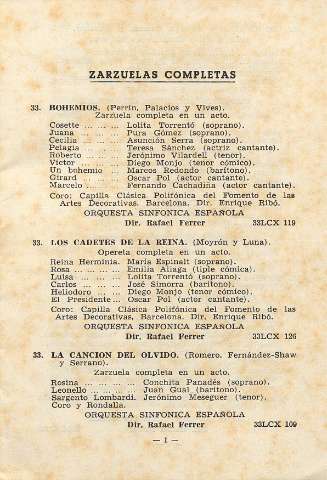 ZARZUELAS COMPLETAS
33. BOHEMIOS. (Perrín, Palacios y Vives).
Zarzuela completa en un acto.
Cosette ... ... ... Lolita Torrentó (soprano).
Juana ... ... ... Pura Gómez (soprano).
Cecilia ... ... ... Asunción Serra (soprano).
Pelagia ... ... ... Teresa Sánchez (actriz cantante).
Roberto ... ... ... Jerónimo Vilardell (tenor).
Víctor ... ... ... Diego Monjo (tenor cómico).
Un bohemio ... Marcos Redondo (barítono).
Girard ... ... ... Oscar Pol (actor cantante).
Marcelo ... ... ... Fernando Cachadiña (actor cantante).
Coro: Capilla Clásica Polifónica del Fomento de las
Artes Decorativas. Barcelona. Dir. Enrique Ribó.
ORQUESTA SINFONICA ESPAÑOLA
Dir. Rafael Ferrer 33LCX 119
33. LOS CADETES DE LA REINA. (Moyrón y Luna).
Opereta completa en un acto.
Reina Herminia. María Espinalt (soprano).
Rosa ... ... ... ... Emilia Aliaga (tiple cómica).
Luisa ... ... ... ... Lolita Torrentó (soprano).
Carlos ... ... ... José Simorra (barítono).
Heliodoro ... ... Diego Monjo (tenor cómico).
El Presidente ... Oscar Pol (actor cantante).
Coro: Capilla Clásica Polifónica del Fomento de las
Artes Decorativas, Barcelona. Dir. Enrique Ribó.
ORQUESTA SINFONICA ESPAÑOLA
Dir. Rafael Ferrer 33LCX 126
33. LA CANCION DEL OLVIDO. (Romero, Fernández-Shaw
y Serrano).
Zarzuela completa en un acto.
Rosina ... ... ... ... Conchita Panadés (soprano).
Leonello ... ... ... Juan Gual (barítono).
Sargento Lombardi. Jerónimo Meseguer (tenor).
Coro y Rondalla.
ORQUESTA SINFONICA ESPAÑOLA
Dir. Rafael Ferrer 33LCX 109
— 1 —